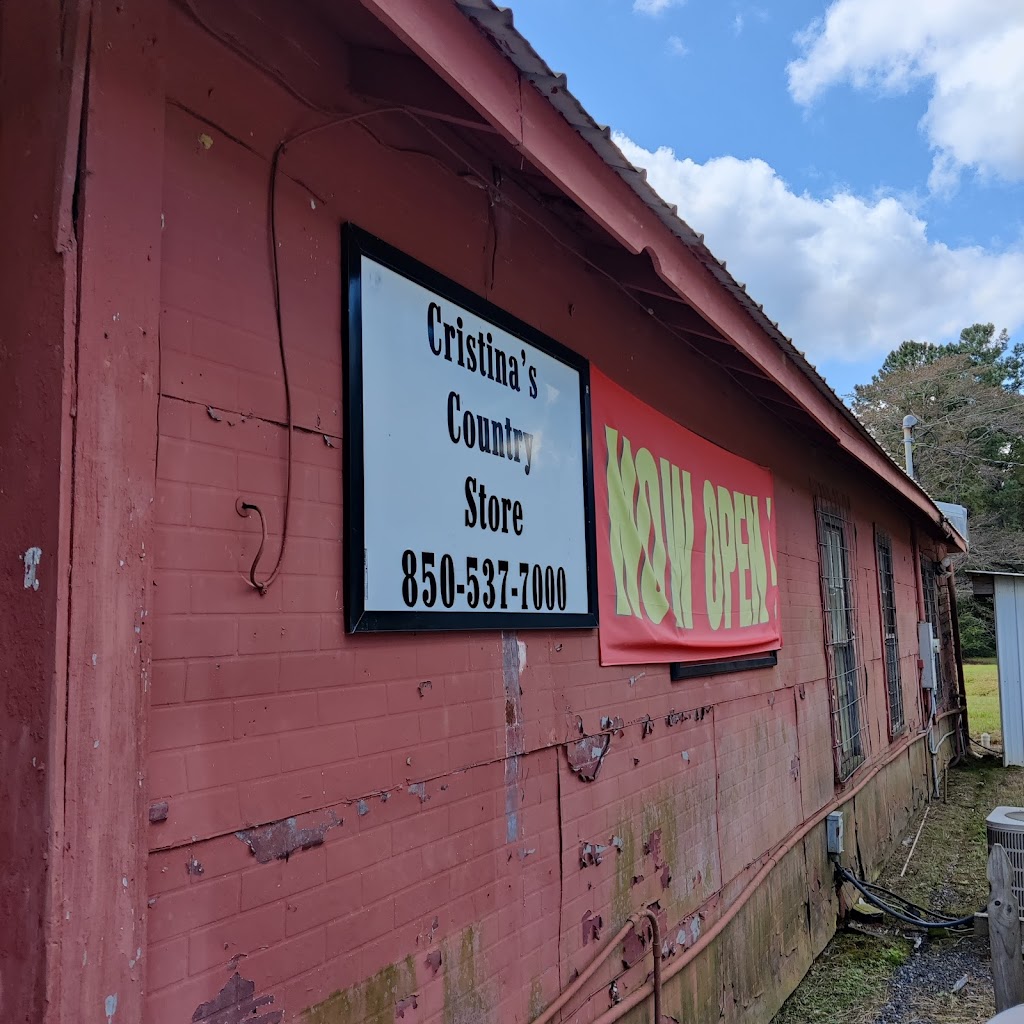 Cristina's
Country
Store
850-537-7000
NOW OPEN!